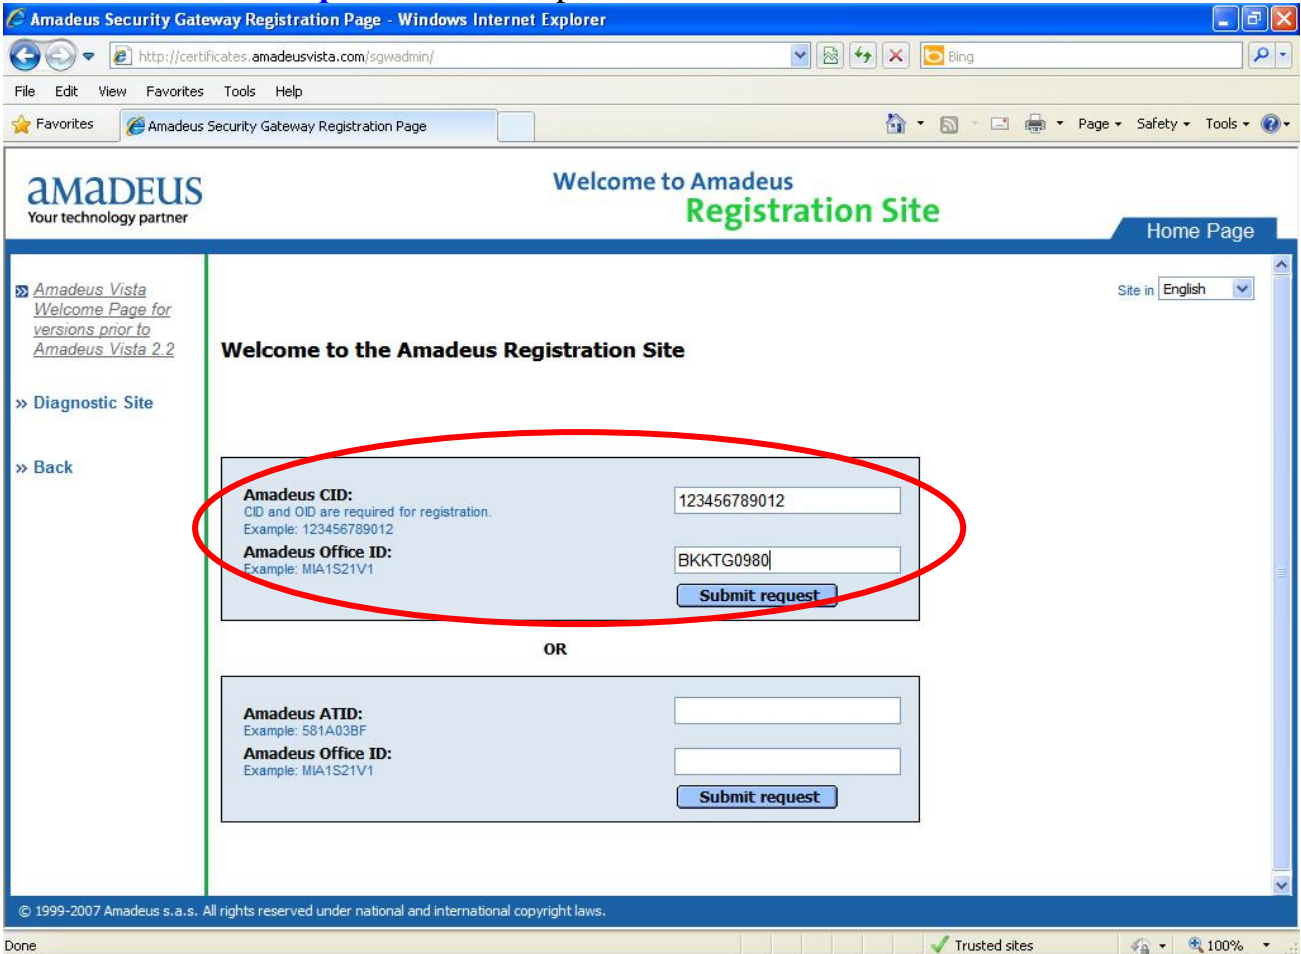 Amadeus Security Gateway Registration Page - Windows Internet Explorer
http://certificates.amadeusvista.com/sgwadmin/
Bing
File Edit View Favorites Tools Help
Favorites
Amadeus Security Gateway Registration Page
Page Safety Tools
aMaDEUS
Your technology partner
Welcome to Amadeus
Registration Site
Home Page
Site in English
Amadeus Vista
Welcome Page for
versions prior to
Amadeus Vista 2.2
» Diagnostic Site
» Back
Welcome to the Amadeus Registration Site
Amadeus CID:
CID and OID are required for registration.
Example: 123456789012
123456789012
Amadeus Office ID:
Example: MIA1S21V1
BKKTG0980
Submit request
OR
Amadeus ATID:
Example: 581A03BF
Amadeus Office ID:
Example: MIA1S21V1
Submit request
© 1999-2007 Amadeus s.a.s. All rights reserved under national and international copyright laws.
Done
Trusted sites
100%